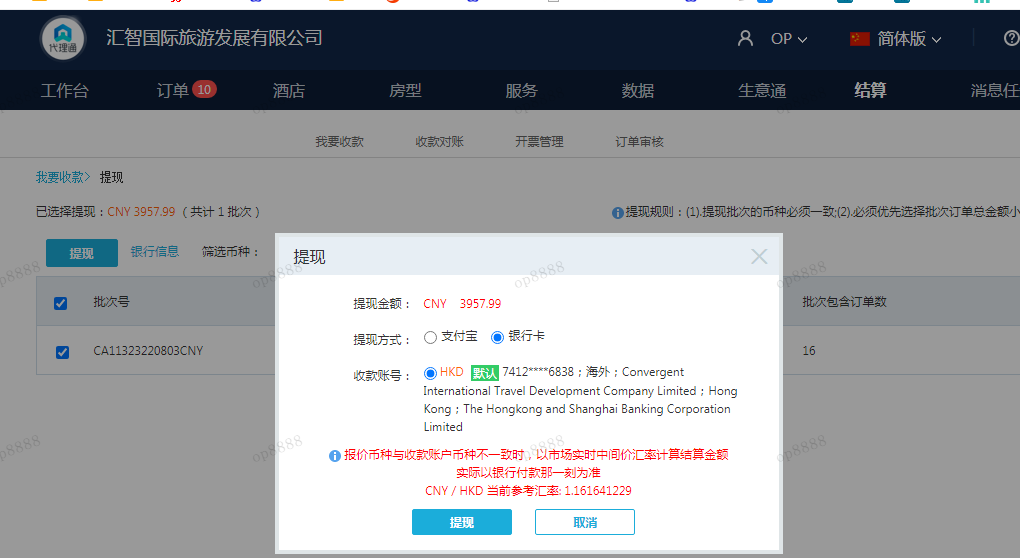 代理通
汇智国际旅游发展有限公司
OP
简体版
工作台 订单 10 酒店 房型 服务 数据 生意通 结算 消息任
我要收款 收款对账 开票管理 订单审核
我要收款> 提现
已选择提现：CNY 3957.99 （ 共计 1 批次 ）
提现规则：(1).提现批次的币种必须一致;(2).必须优先选择批次订单总金额小
提现 银行信息 筛选币种：
批次号 批次包含订单数
CA11323220803CNY 16
提现
提现金额： CNY 3957.99
提现方式： 支付宝 银行卡
收款账号： HKD 默认 7412****6838；海外；Convergent
International Travel Development Company Limited；Hong
Kong；The Hongkong and Shanghai Banking Corporation
Limited
报价币种与收款账户币种不一致时，以市场实时中间价汇率计算结算金额
实际以银行付款那一刻为准
CNY / HKD 当前参考汇率: 1.161641229
提现 取消
op8888